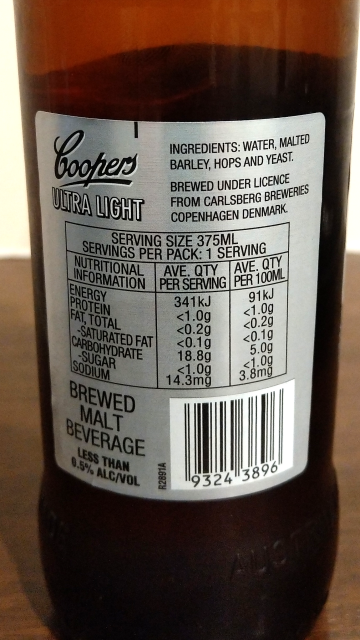 Coopers
ULTRA LIGHT
INGREDIENTS: WATER, MALTED
BARLEY, HOPS AND YEAST.
BREWED UNDER LICENCE
FROM CARLSBERG BREWERIES
COPENHAGEN DENMARK.
SERVING SIZE 375ML
SERVINGS PER PACK: 1 SERVING
NUTRITIONAL INFORMATION AVE. QTY PER SERVING AVE. QTY PER 100ML
ENERGY 341kJ 91kJ
PROTEIN <1.0g <1.0g
FAT, TOTAL <0.2g <0.2g
-SATURATED FAT <0.1g <0.1g
CARBOHYDRATE 18.8g 5.0g
-SUGAR <1.0g <1.0g
SODIUM 14.3mg 3.8mg
BREWED
MALT
BEVERAGE
LESS THAN
0.5% ALC/VOL
R2891A
9324 3896